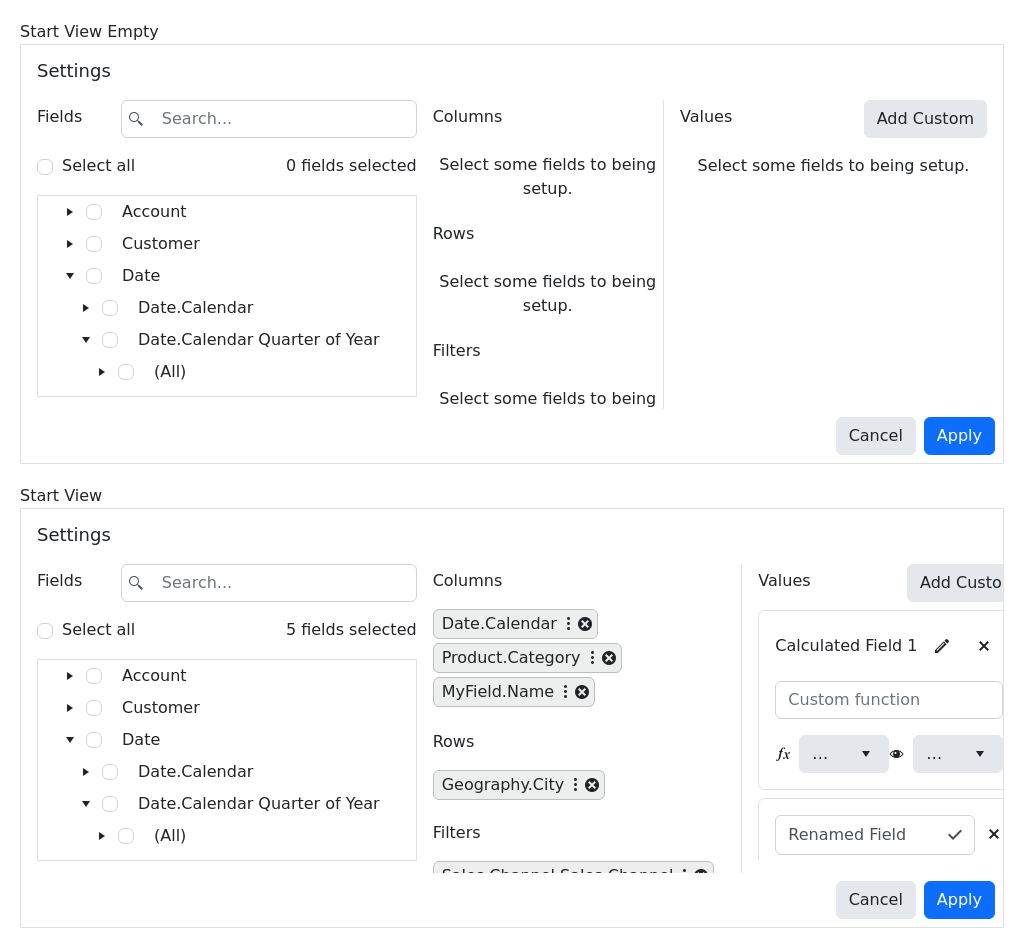 Start View Empty
Settings
Fields
Search...
Select all
0 fields selected
Account
Customer
Date
Date.Calendar
Date.Calendar Quarter of Year
(All)
Columns
Select some fields to being
setup.
Rows
Select some fields to being
setup.
Filters
Select some fields to being
Values
Add Custom
Select some fields to being setup.
Cancel
Apply
Start View
Settings
Fields
Search...
Select all
5 fields selected
Account
Customer
Date
Date.Calendar
Date.Calendar Quarter of Year
(All)
Columns
Date.Calendar
Product.Category
MyField.Name
Rows
Geography.City
Filters
Sales Channel.Sales Channel
Values
Add Custo
Calculated Field 1
Custom function
fx
...
...
Renamed Field
Cancel
Apply